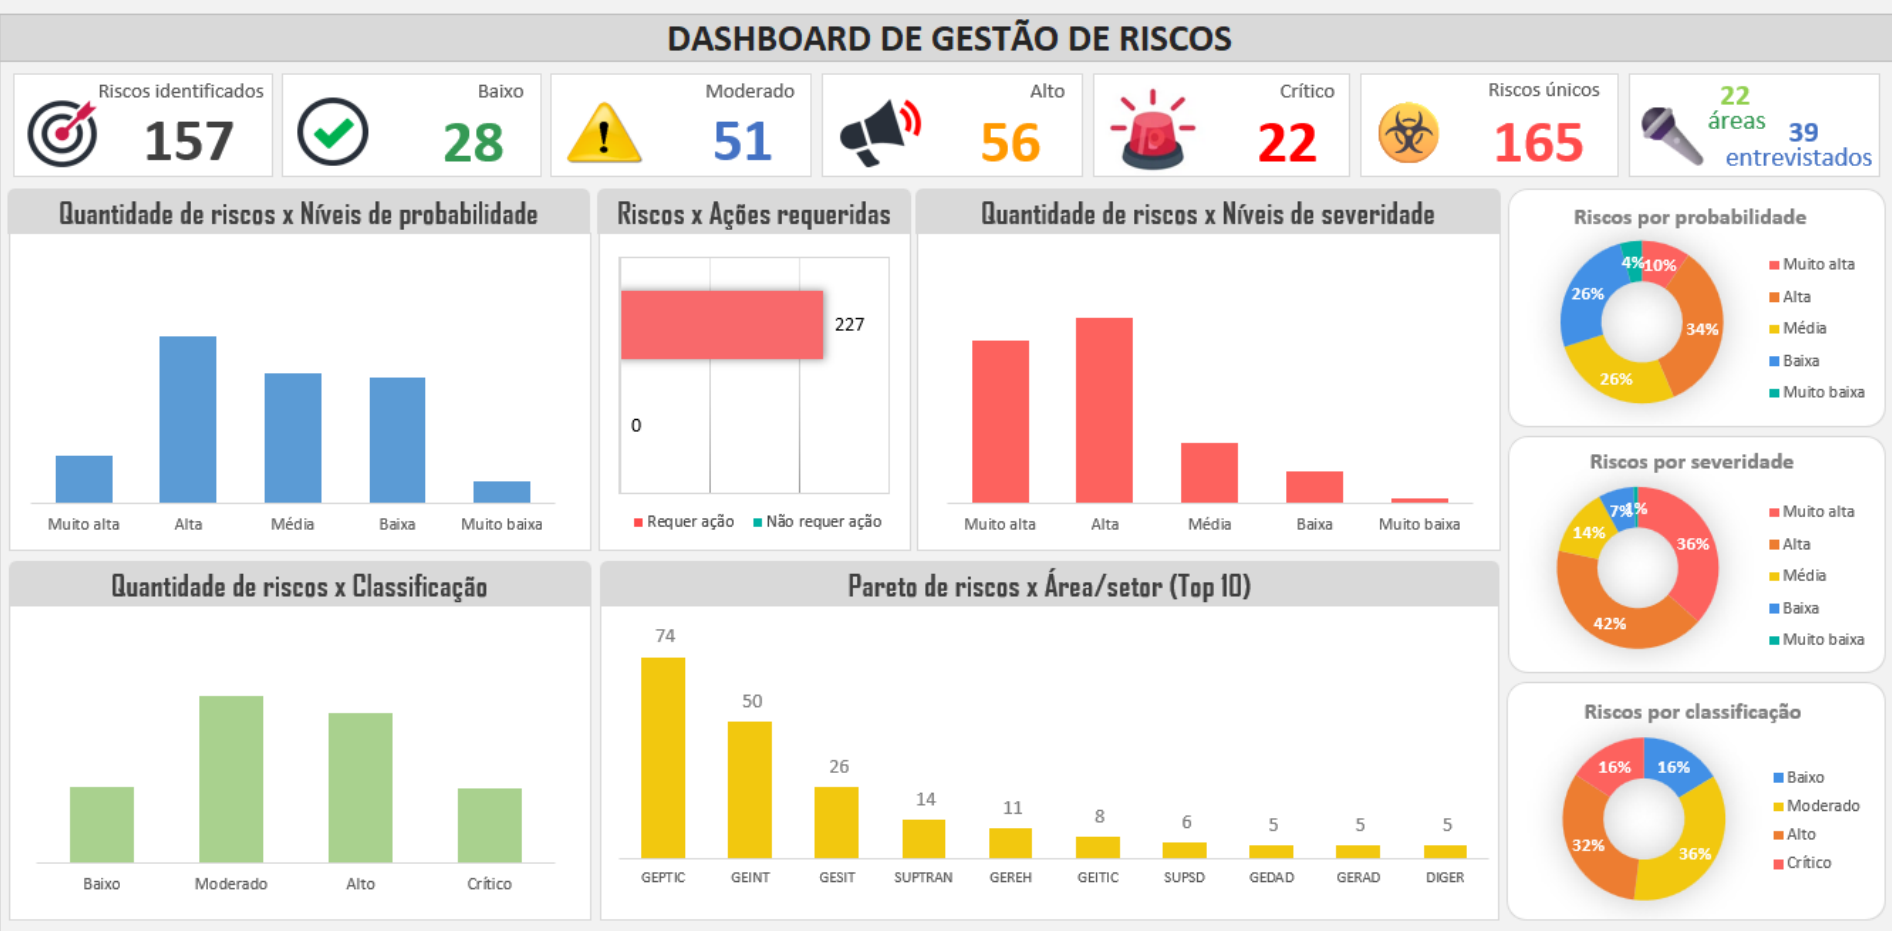 DASHBOARD DE GESTÃO DE RISCOS
Riscos identificados
157
Baixo
28
Moderado
51
Alto
56
Crítico
22
Riscos únicos
165
22
áreas
39
entrevistados
Quantidade de riscos x Níveis de probabilidade
Muito alta
Alta
Média
Baixa
Muito baixa
Riscos x Ações requeridas
227
0
Requer ação
Não requer ação
Quantidade de riscos x Níveis de severidade
Muito alta
Alta
Média
Baixa
Muito baixa
Riscos por probabilidade
4%
10%
26%
34%
26%
Muito alta
Alta
Média
Baixa
Muito baixa
Riscos por severidade
7%
1%
14%
36%
42%
Muito alta
Alta
Média
Baixa
Muito baixa
Quantidade de riscos x Classificação
Baixo
Moderado
Alto
Crítico
Pareto de riscos x Área/setor (Top 10)
74
50
26
14
11
8
6
5
5
5
GEPTIC
GEINT
GESIT
SUPTRAN
GEREH
GEITIC
SUPSD
GEDAD
GERAD
DIGER
Riscos por classificação
16%
16%
32%
36%
Baixo
Moderado
Alto
Crítico